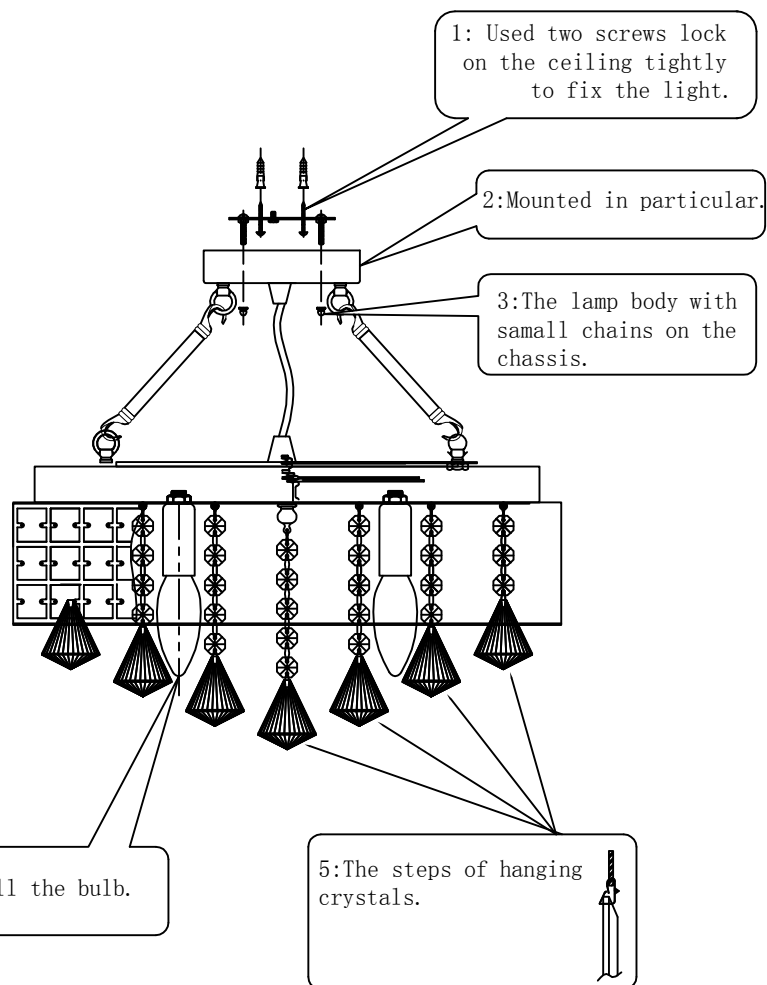 1: Used two screws lock
on the ceiling tightly
to fix the light.
2:Mounted in particular.
3:The lamp body with
samall chains on the
chassis.
the bulb.
5:The steps of hanging
crystals.